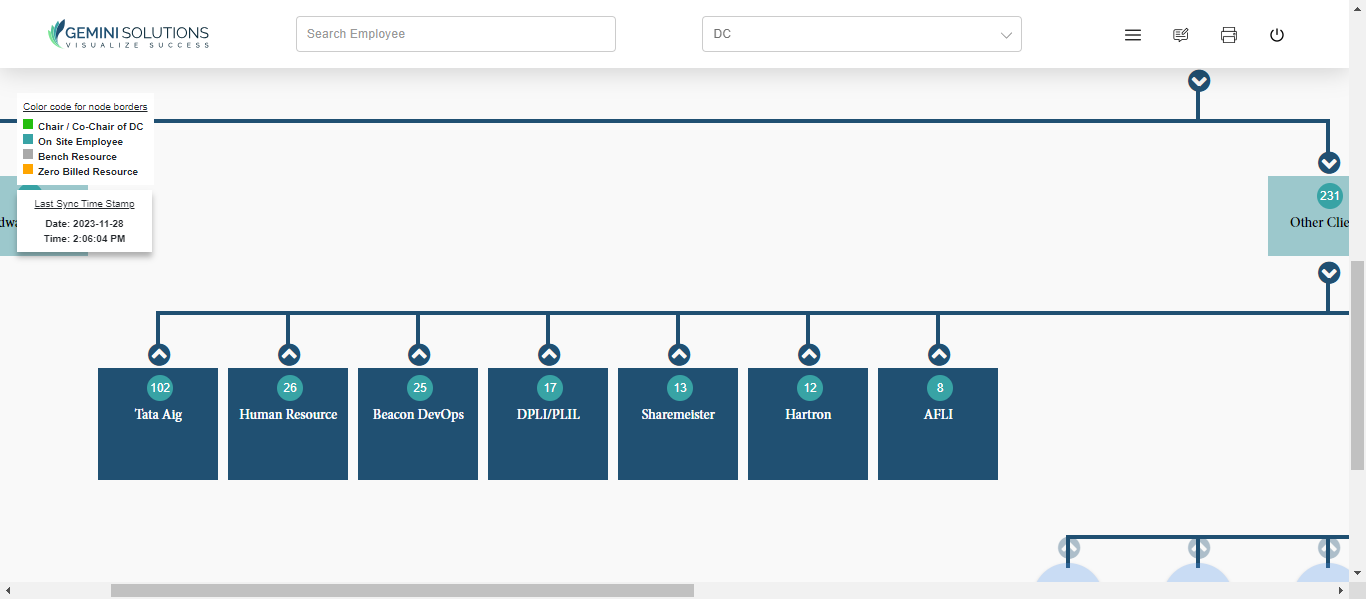 GEMINI SOLUTIONS
VISUALIZE SUCCESS
Search Employee
DC
Color code for node borders
Chair / Co-Chair of DC
On Site Employee
Bench Resource
Zero Billed Resource
Last Sync Time Stamp
Date: 2023-11-28
Time: 2:06:04 PM
231
Other Clie
102
Tata Aig
26
Human Resource
25
Beacon DevOps
17
DPLI/PLIL
13
Sharemeister
12
Hartron
8
AFLI